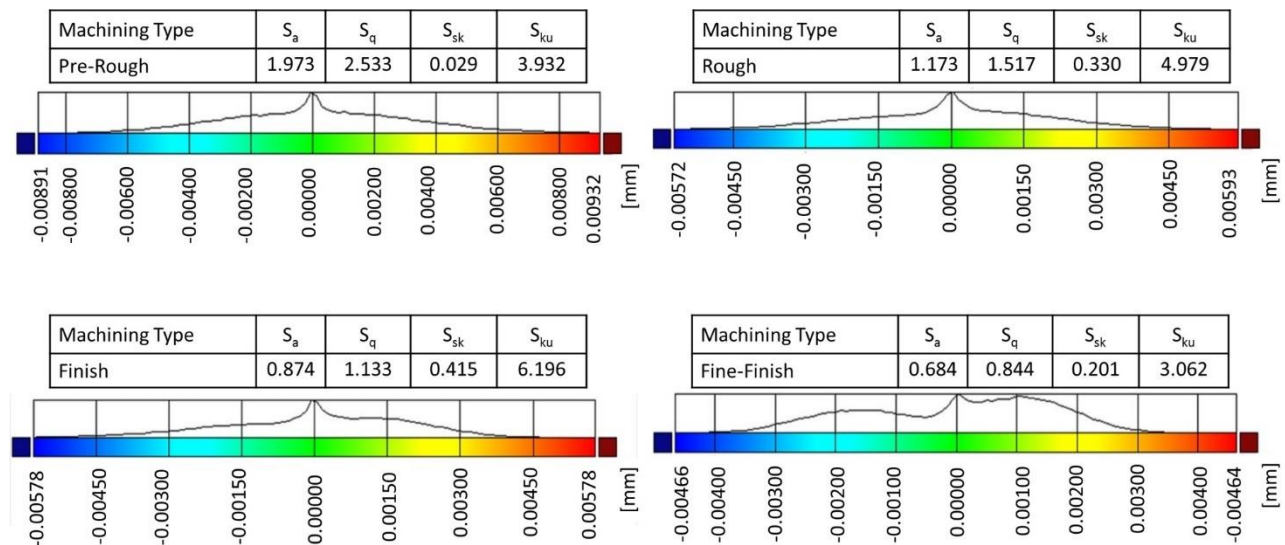 Machining Type Sa Sq Ssk Sku
Pre-Rough 1.973 2.533 0.029 3.932
-0.00891 -0.00800 -0.00600 -0.00400 -0.00200 0.00000 0.00200 0.00400 0.00600 0.00800 0.00932 [mm]
Machining Type Sa Sq Ssk Sku
Rough 1.173 1.517 0.330 4.979
-0.00572 -0.00450 -0.00300 -0.00150 0.00000 0.00150 0.00300 0.00450 0.00593 [mm]
Machining Type Sa Sq Ssk Sku
Finish 0.874 1.133 0.415 6.196
-0.00578 -0.00450 -0.00300 -0.00150 0.00000 0.00150 0.00300 0.00450 0.00578 [mm]
Machining Type Sa Sq Ssk Sku
Fine-Finish 0.684 0.844 0.201 3.062
-0.00466 -0.00400 -0.00300 -0.00200 -0.00100 0.00000 0.00100 0.00200 0.00300 0.00400 -0.00464 [mm]